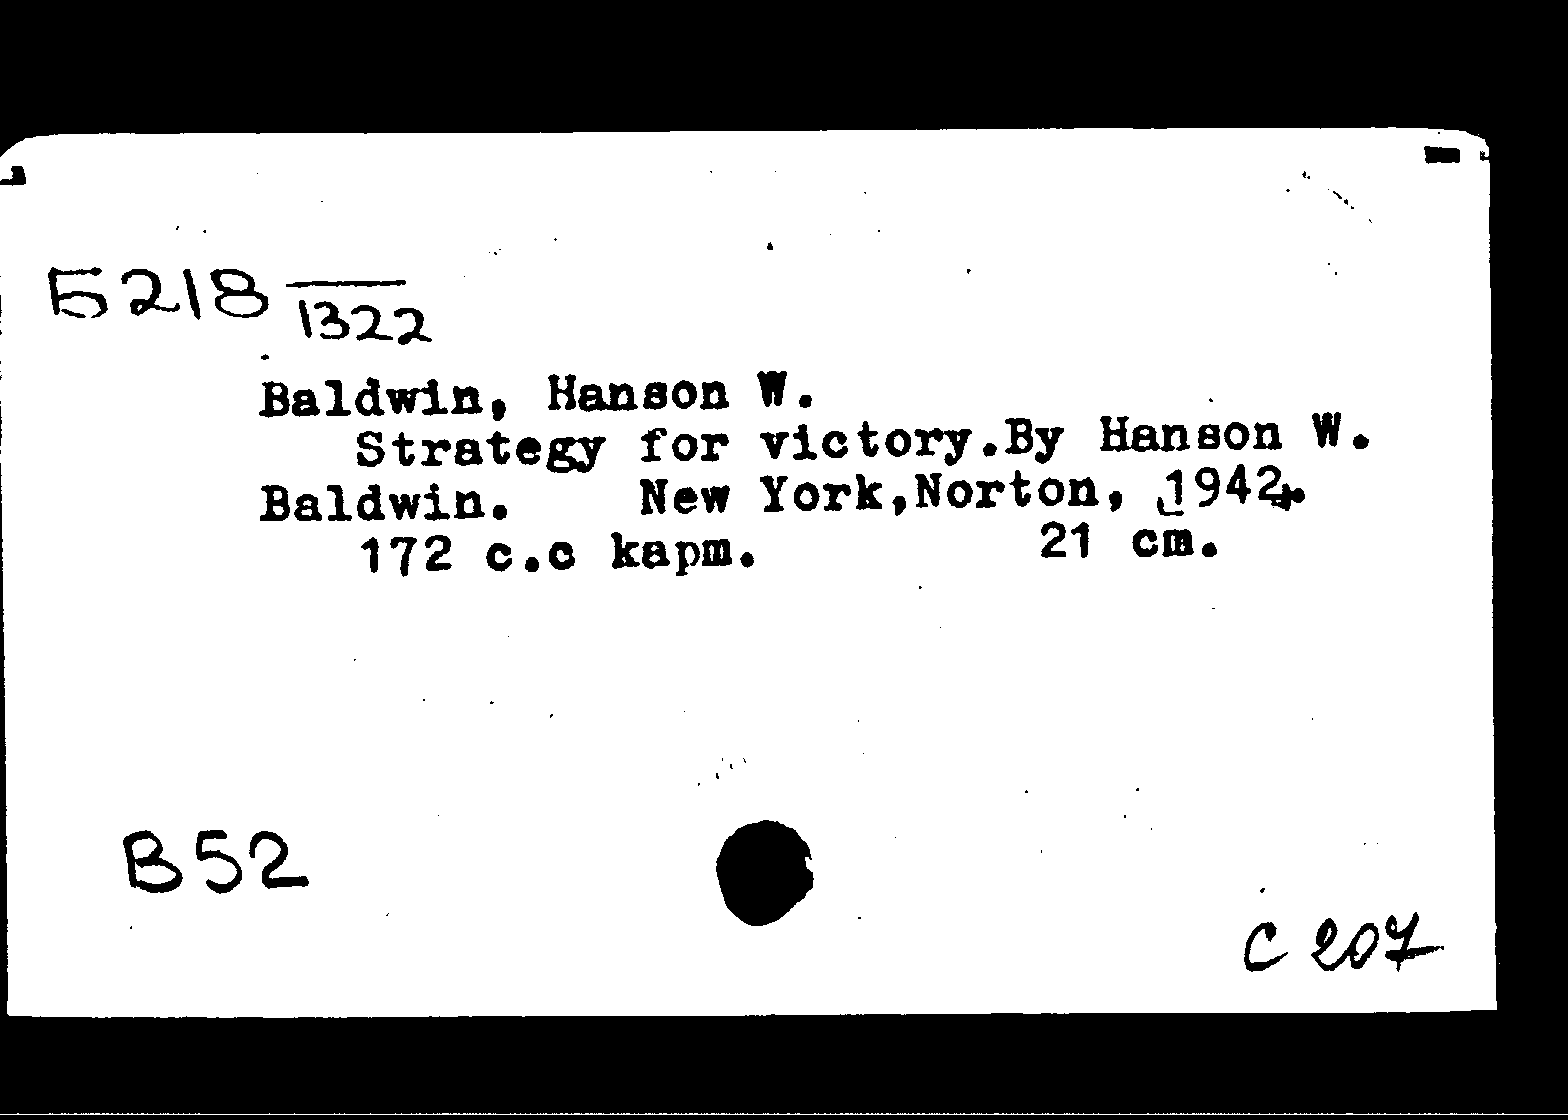 Б218 1322
Baldwin, Hanson W.
Strategy for victory.By Hanson W.
Baldwin. New York,Norton, 1942.
172 c.c kapm. 21 cm.
B52
C 207